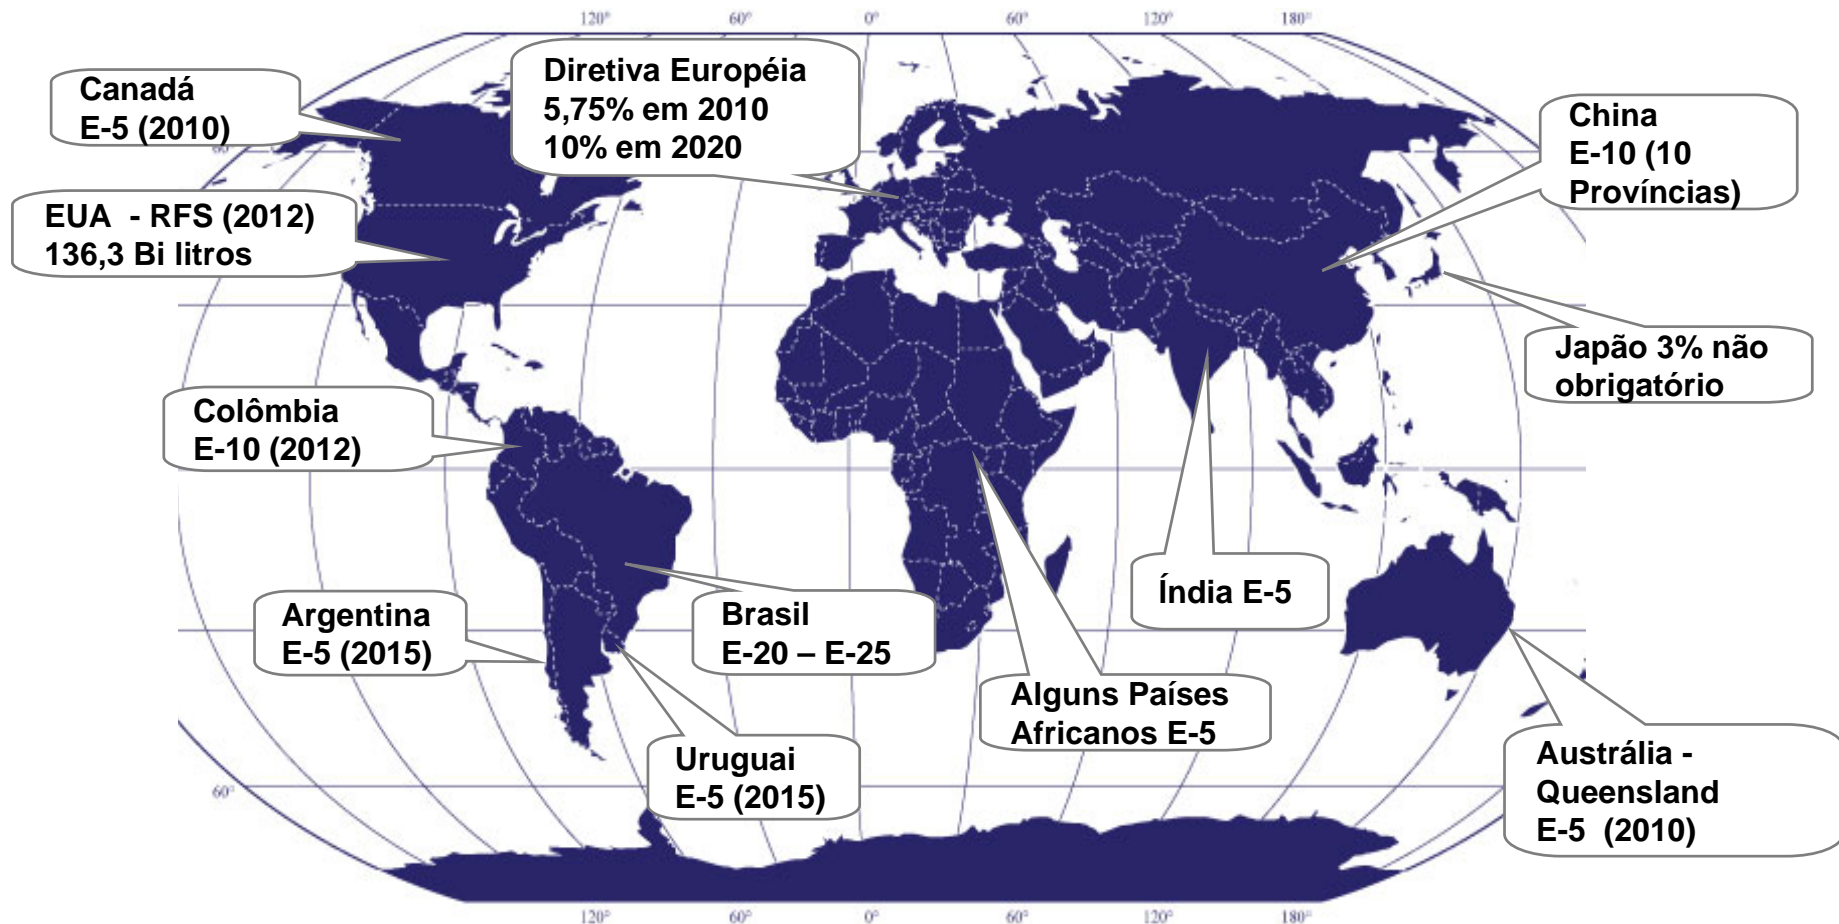 120° 60° 0° 60° 120° 180°
Canadá
E-5 (2010)
Diretiva Européia
5,75% em 2010
10% em 2020
China
E-10 (10
Províncias)
60°
EUA - RFS (2012)
136,3 Bi litros
Japão 3% não
obrigatório
Colômbia
E-10 (2012)
Índia E-5
Argentina
E-5 (2015)
Brasil
E-20 – E-25
Alguns Países
Africanos E-5
Uruguai
E-5 (2015)
Austrália -
Queensland
E-5 (2010)
60°
120° 60° 0° 60° 120° 180°